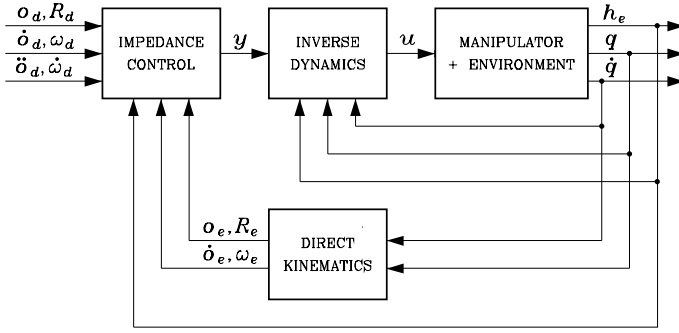 o_d, R_d
ȯ_d, ω_d
ö_d, ω̇_d
IMPEDANCE
CONTROL
y
INVERSE
DYNAMICS
u
MANIPULATOR
+ ENVIRONMENT
h_e
q
q̇
o_e, R_e
ȯ_e, ω_e
DIRECT
KINEMATICS